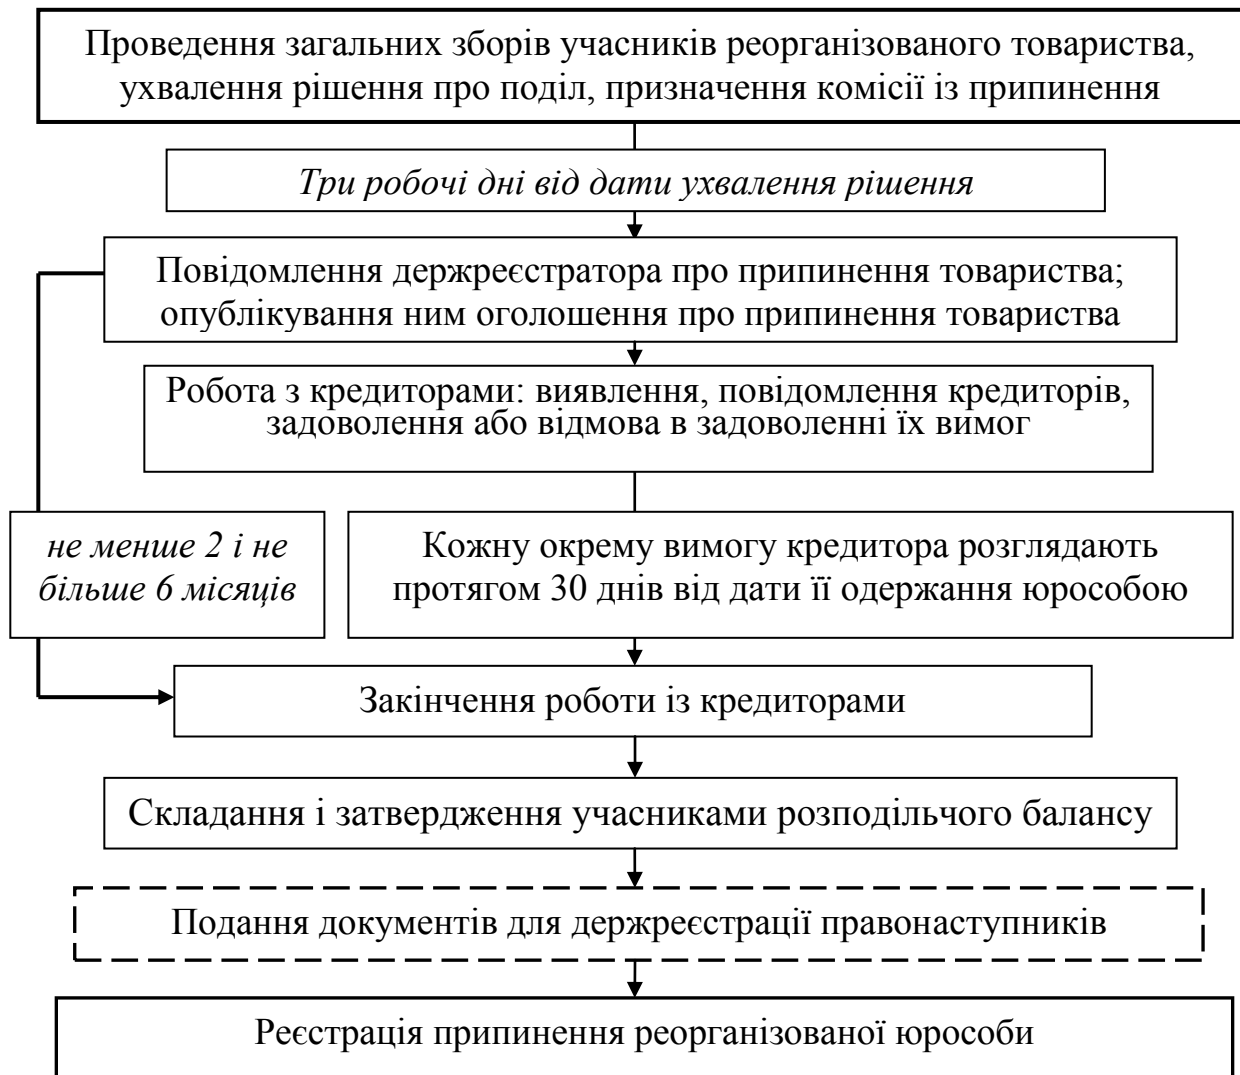 Проведення загальних зборів учасників реорганізованого товариства,
ухвалення рішення про поділ, призначення комісії із припинення
Три робочі дні від дати ухвалення рішення
Повідомлення держреєстратора про припинення товариства;
опублікування ним оголошення про припинення товариства
Робота з кредиторами: виявлення, повідомлення кредиторів,
задоволення або відмова в задоволенні їх вимог
не менше 2 і не
більше 6 місяців
Кожну окрему вимогу кредитора розглядають
протягом 30 днів від дати її одержання юрособою
Закінчення роботи із кредиторами
Складання і затвердження учасниками розподільчого балансу
Подання документів для держреєстрації правонаступників
Реєстрація припинення реорганізованої юрособи